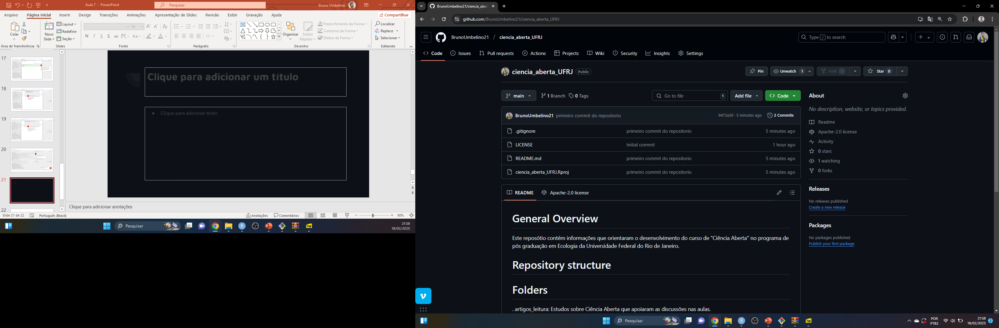 Aula 7 - PowerPoint
Pesquisar
Bruno Umbelino
Arquivo Página Inicial Inserir Design Transições Animações Apresentação de Slides Revisão Exibir Gravação Ajuda
Compartilhar
Colar
Novo Slide
Layout
Redefinir
Seção
14
N I S S ab AV Aa A
Organizar
Estilos Rápidos
Preenchimento da Forma
Contorno da Forma
Efeitos de Forma
Localizar
Replace
Selecionar
Área de Transferência Slides Fonte Parágrafo Desenho Editando
17
18
19
20
21
22
Clique para adicionar um título
Clique para adicionar texto
Clique para adicionar anotações
Slide 21 de 22 Português (Brasil) Anotações Comentários 90%
Pesquisar
21:58
18/02/2025
BrunoUmbelino21/ciencia_aber
github.com/BrunoUmbelino21/ciencia_aberta_UFRJ
BrunoUmbelino21 / ciencia_aberta_UFRJ
Type / to search
Code Issues Pull requests Actions Projects Wiki Security Insights Settings
ciencia_aberta_UFRJ Public
Pin Unwatch 1 Fork 0 Star 0
main 1 Branch 0 Tags Go to file t Add file Code
BrunoUmbelino21 primeiro commit do repositorio 9475a30 · 5 minutes ago 2 Commits
.gitignore primeiro commit do repositorio 5 minutes ago
LICENSE Initial commit 1 hour ago
README.md primeiro commit do repositorio 5 minutes ago
ciencia_aberta_UFRJ.Rproj primeiro commit do repositorio 5 minutes ago
README Apache-2.0 license
General Overview
Este reposótio contém informações que orientaram o desenvolvimento do curso de “Ciência Aberta" no programa de
pós graduação em Ecologia da Universidade Federal do Rio de Janeiro.
Repository structure
Folders
. artigos_leitura: Estudos sobre Ciência Aberta que apoiaram as discussões nas aulas.
About
No description, website, or topics provided.
Readme
Apache-2.0 license
Activity
0 stars
1 watching
0 forks
Releases
No releases published
Create a new release
Packages
No packages published
Publish your first package
Pesquisar
POR
PTB2
21:58
18/02/2025
2